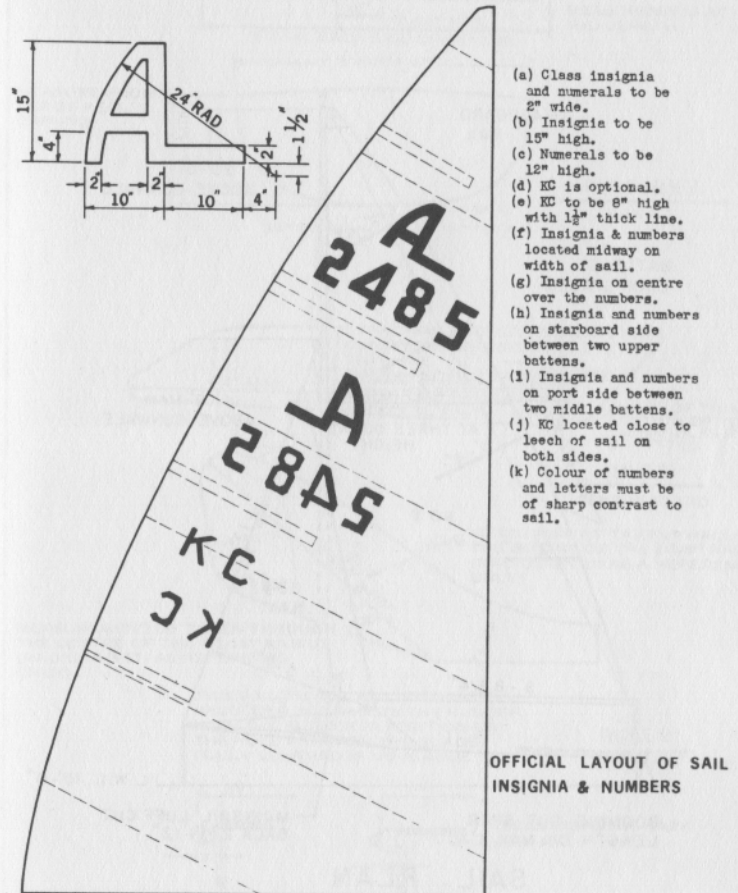 15"
4"
24" RAD
1 1/2"
2"
2" 2"
10" 10" 4"
(a) Class insignia
and numerals to be
2" wide.
(b) Insignia to be
15" high.
(c) Numerals to be
12" high.
(d) KC is optional.
(e) KC to be 8" high
with 1½" thick line.
(f) Insignia & numbers
located midway on
width of sail.
(g) Insignia on centre
over the numbers.
(h) Insignia and numbers
on starboard side
between two upper
battens.
(i) Insignia and numbers
on port side between
two middle battens.
(j) KC located close to
leech of sail on
both sides.
(k) Colour of numbers
and letters must be
of sharp contrast to
sail.
AL
2485
AL
2485
KC
KC
OFFICIAL LAYOUT OF SAIL
INSIGNIA & NUMBERS